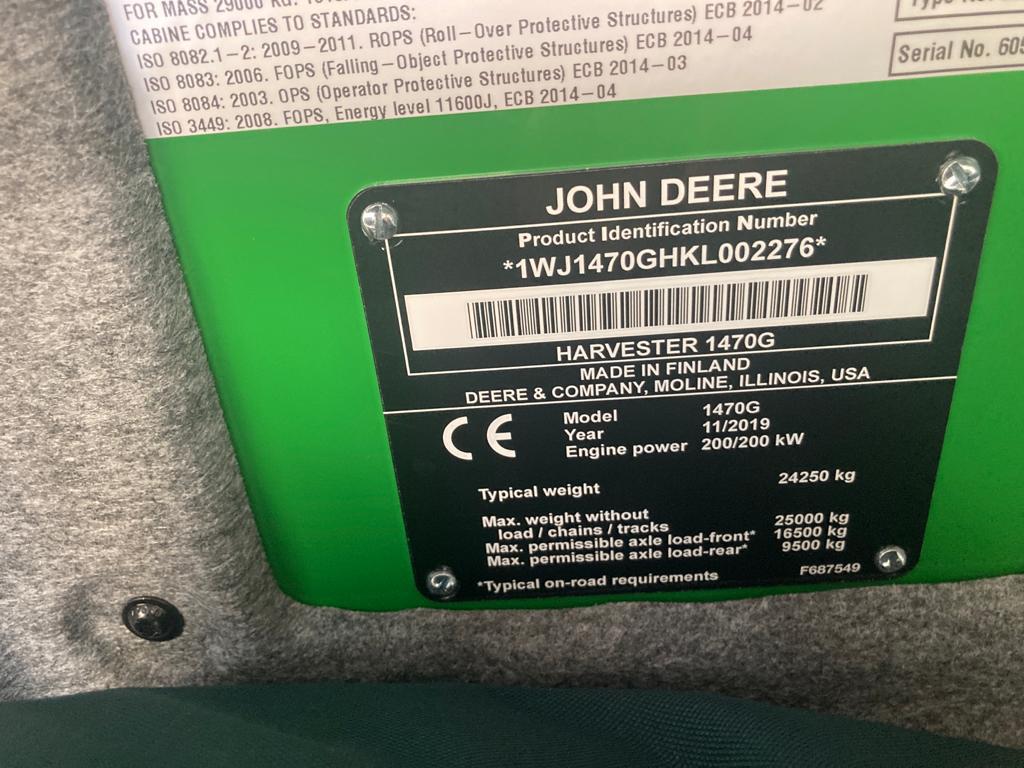 FOR MASS 29000 KG.
CABINE COMPLIES TO STANDARDS:
ISO 8082.1-2: 2009-2011. ROPS (Roll-Over Protective Structures) ECB 2014-02
ISO 8083: 2006. FOPS (Falling-Object Protective Structures) ECB 2014-04
ISO 8084: 2003. OPS (Operator Protective Structures) ECB 2014-03
ISO 3449: 2008. FOPS, Energy level 11600J, ECB 2014-04
Serial No. 605
JOHN DEERE
Product Identification Number
*1WJ1470GHKL002276*
HARVESTER 1470G
MADE IN FINLAND
DEERE & COMPANY, MOLINE, ILLINOIS, USA
CE
Model 1470G
Year 11/2019
Engine power 200/200 kW
Typical weight 24250 kg
Max. weight without
load / chains / tracks 25000 kg
Max. permissible axle load-front* 16500 kg
Max. permissible axle load-rear* 9500 kg
*Typical on-road requirements
F687549